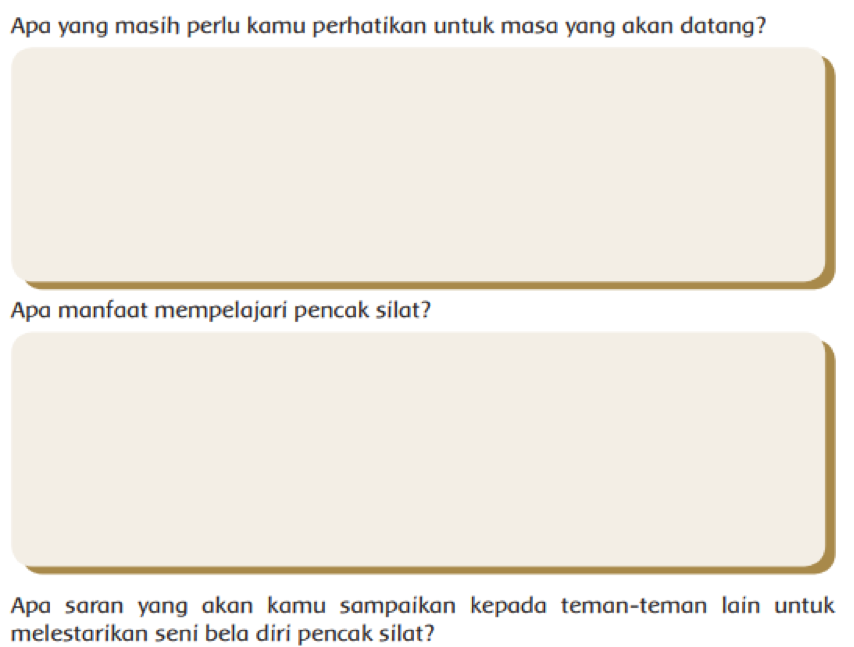 Apa yang masih perlu kamu perhatikan untuk masa yang akan datang?
Apa manfaat mempelajari pencak silat?
Apa saran yang akan kamu sampaikan kepada teman-teman lain untuk
melestarikan seni bela diri pencak silat?